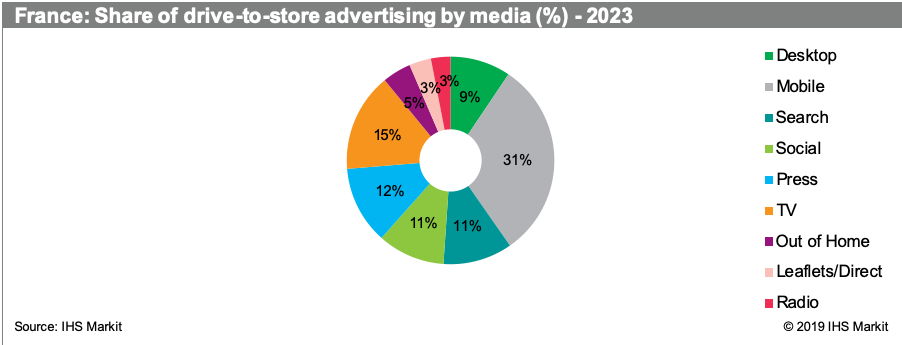 France: Share of drive-to-store advertising by media (%) - 2023
3%
3%
9%
5%
15%
31%
12%
11%
11%
Desktop
Mobile
Search
Social
Press
TV
Out of Home
Leaflets/Direct
Radio
Source: IHS Markit
© 2019 IHS Markit